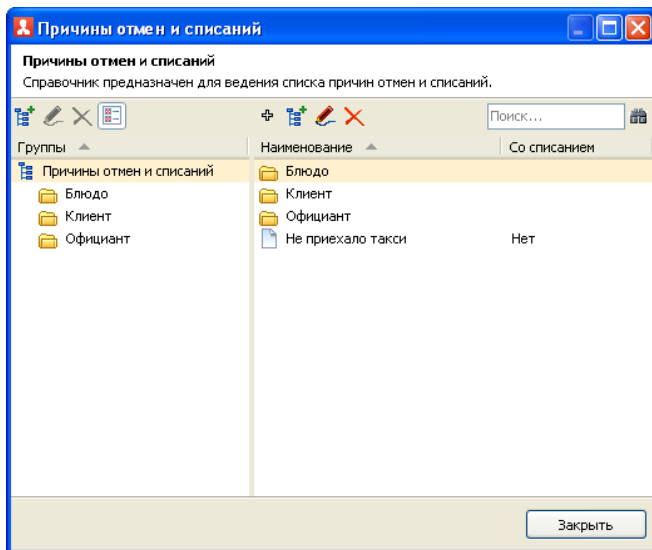 Причины отмен и списаний
Причины отмен и списаний
Справочник предназначен для ведения списка причин отмен и списаний.
Поиск...
Группы
Наименование
Со списанием
Причины отмен и списаний
Блюдо
Блюдо
Клиент
Клиент
Официант
Официант
Не приехало такси
Нет
Закрыть